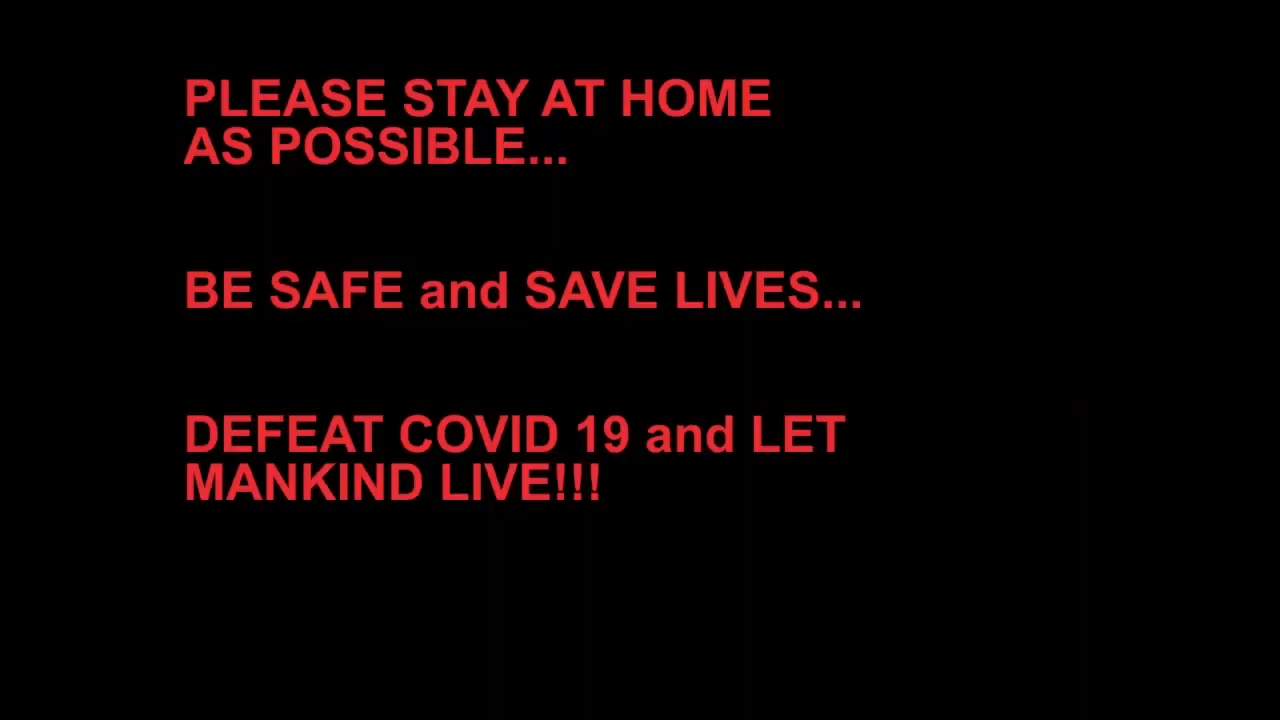 PLEASE STAY AT HOME
AS POSSIBLE...
BE SAFE and SAVE LIVES...
DEFEAT COVID 19 and LET
MANKIND LIVE!!!